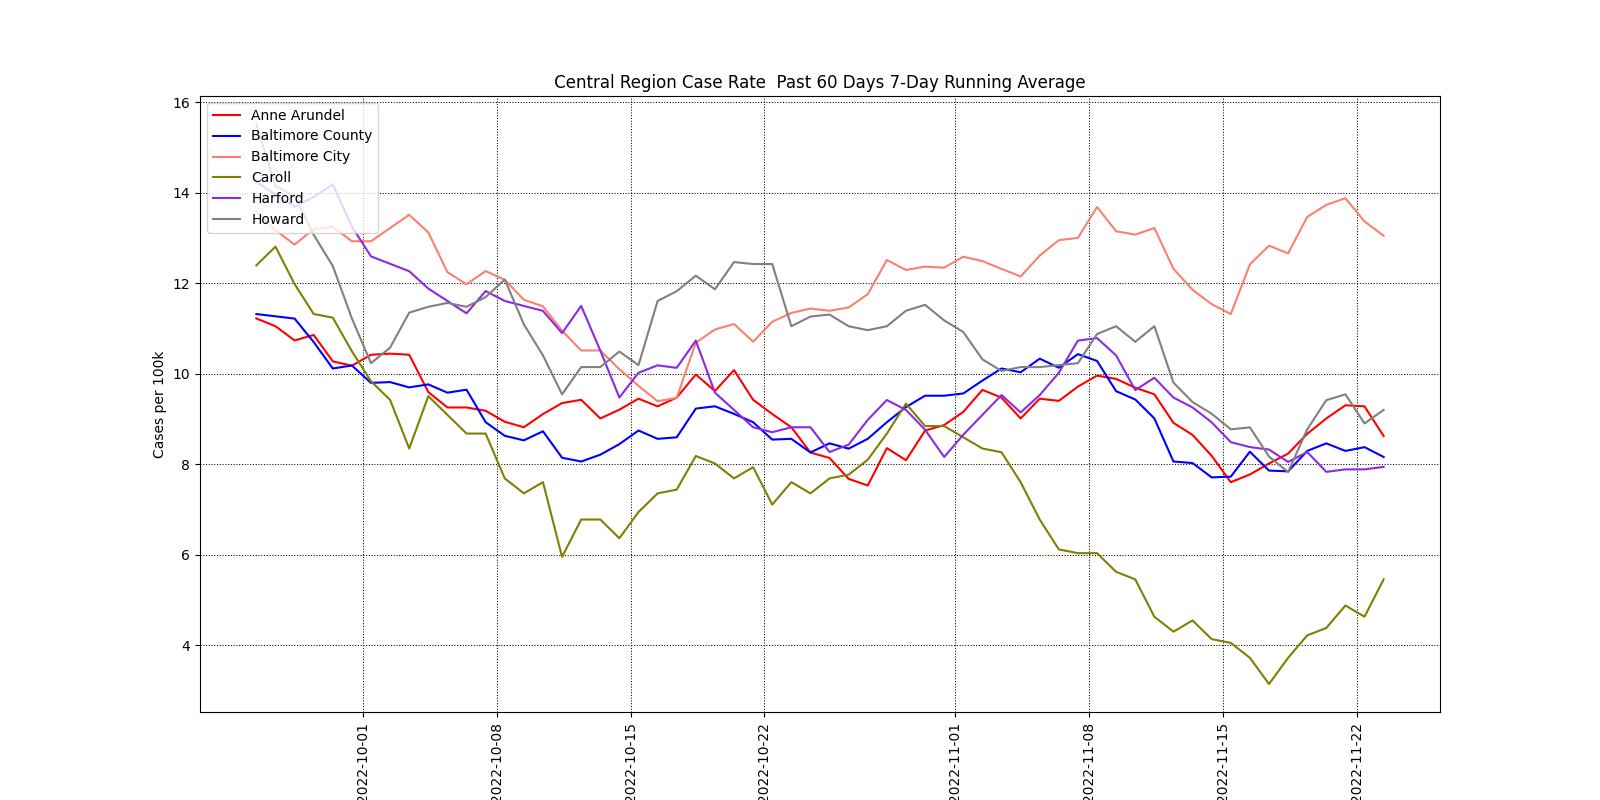 Central Region Case Rate  Past 60 Days 7-Day Running Average
16
14
12
10
8
6
4
Cases per 100k
Anne Arundel
Baltimore County
Baltimore City
Caroll
Harford
Howard
2022-10-01
2022-10-08
2022-10-15
2022-10-22
2022-11-01
2022-11-08
2022-11-15
2022-11-22